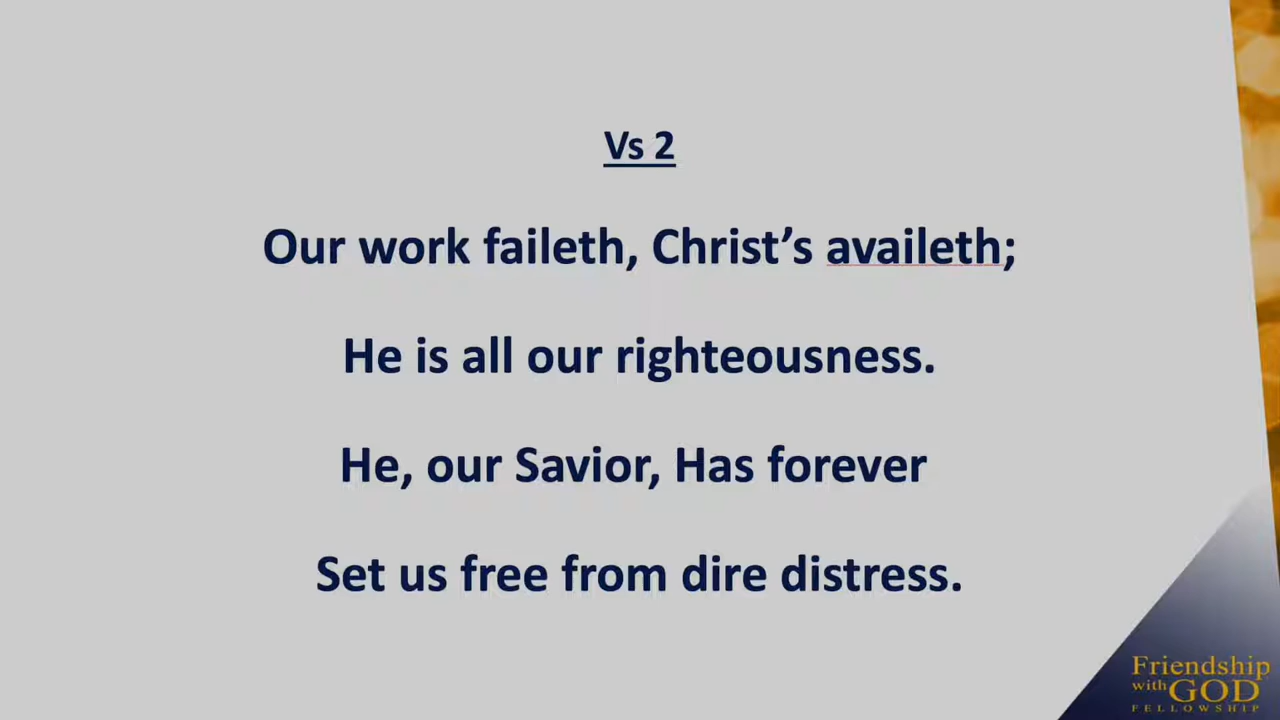 Vs 2
Our work faileth, Christ’s availeth;
He is all our righteousness.
He, our Savior, Has forever
Set us free from dire distress.
Friendship
with GOD
FELLOWSHIP